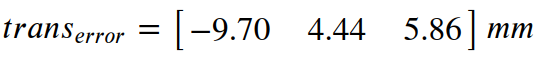 trans_error = [−9.70 4.44 5.86] mm